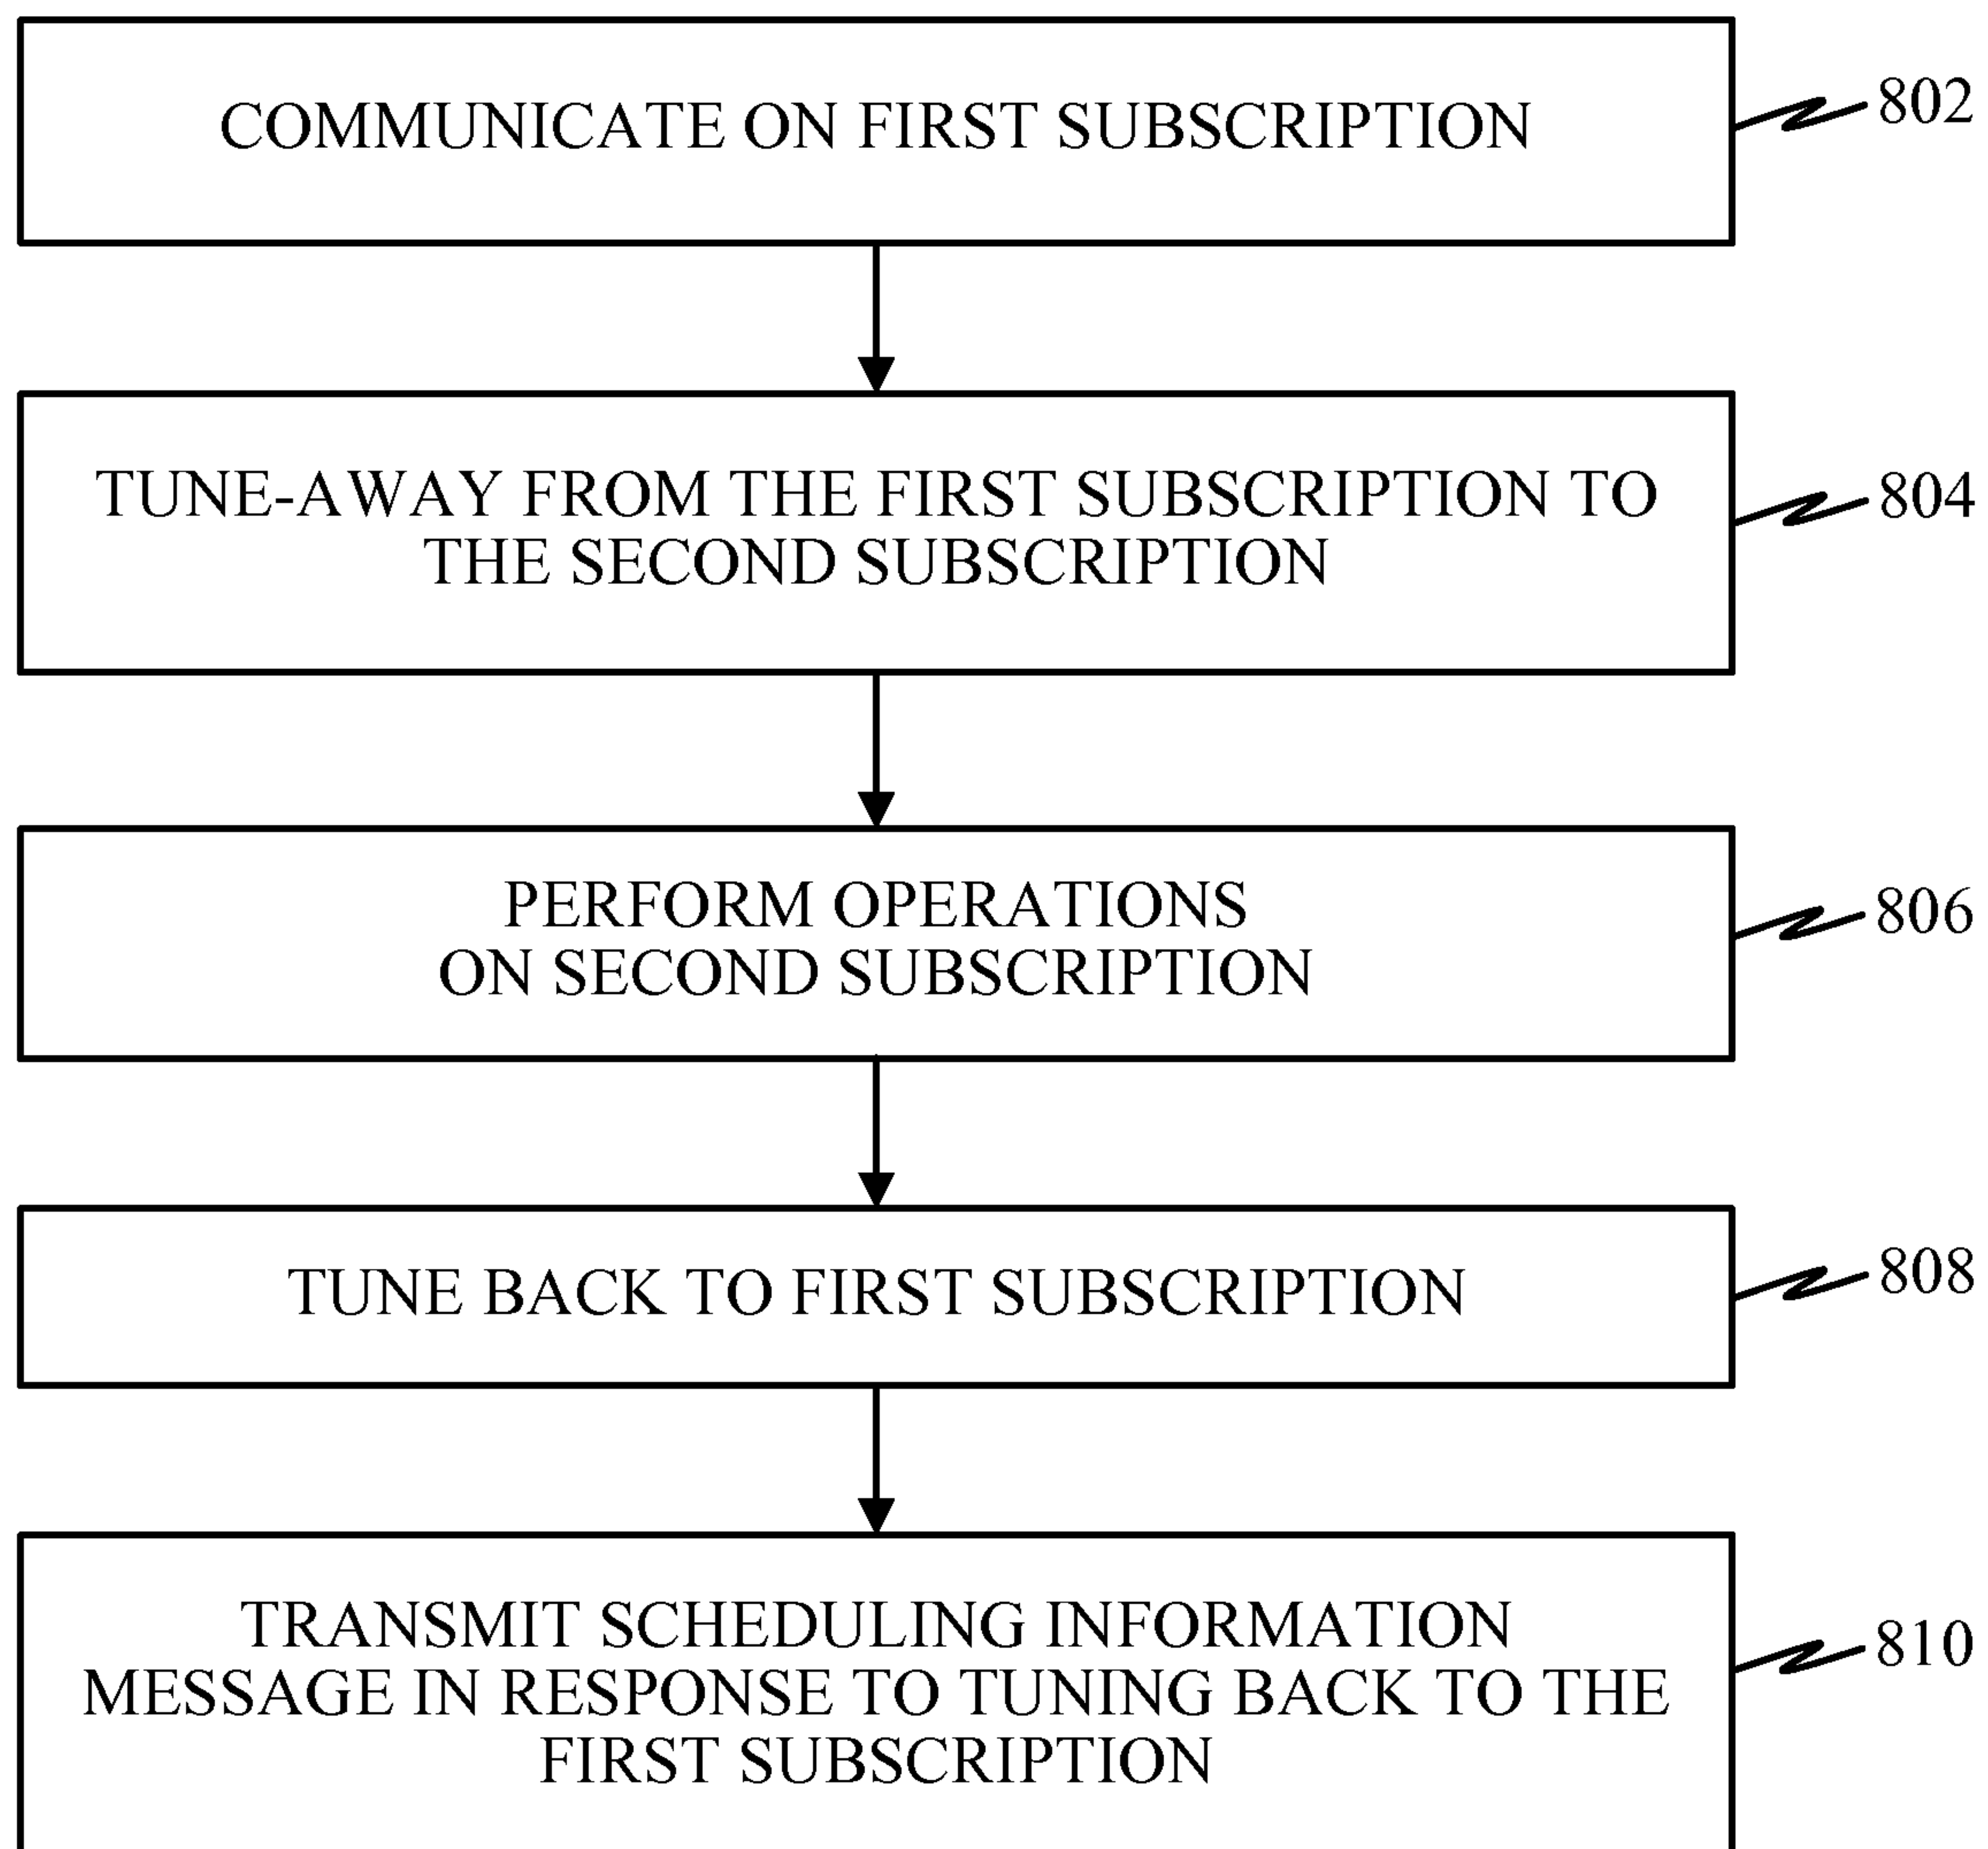 COMMUNICATE ON FIRST SUBSCRIPTION
802
TUNE-AWAY FROM THE FIRST SUBSCRIPTION TO
THE SECOND SUBSCRIPTION
804
PERFORM OPERATIONS
ON SECOND SUBSCRIPTION
806
TUNE BACK TO FIRST SUBSCRIPTION
808
TRANSMIT SCHEDULING INFORMATION
MESSAGE IN RESPONSE TO TUNING BACK TO THE
FIRST SUBSCRIPTION
810